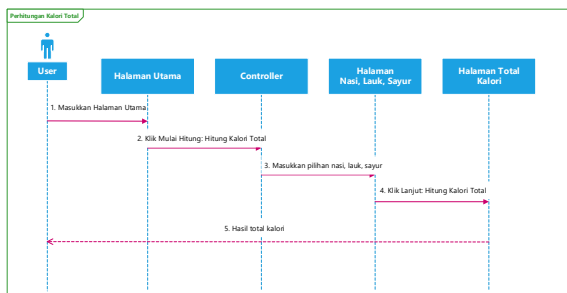 Perhitungan Kalori Total
User
Halaman Utama
Controller
Halaman
Nasi, Lauk, Sayur
Halaman Total
Kalori
1. Masukkan Halaman Utama
2. Klik Mulai Hitung: Hitung Kalori Total
3. Masukkan pilihan nasi, lauk, sayur
4. Klik Lanjut: Hitung Kalori Total
5. Hasil total kalori